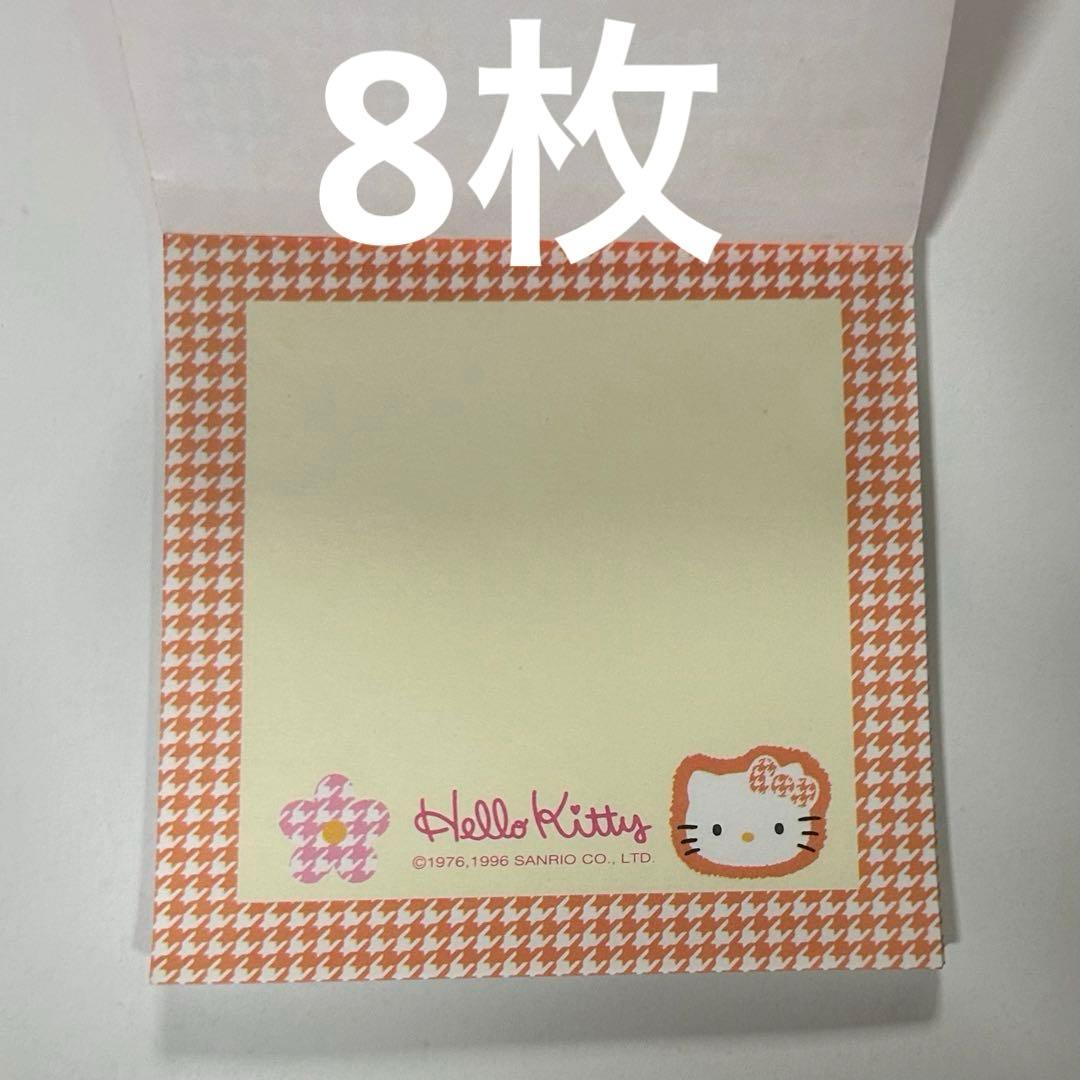 8枚
Hello Kitty
©1976,1996 SANRIO CO., LTD.